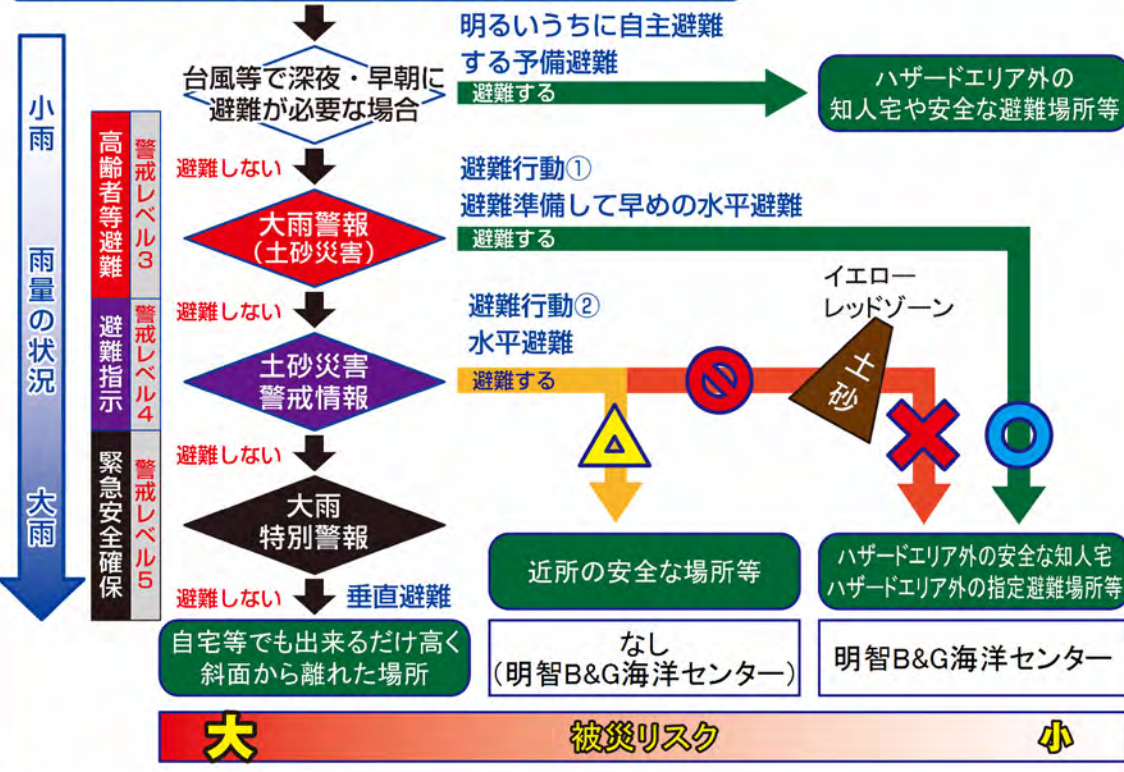 明るいうちに自主避難
する予備避難
台風等で深夜・早朝に
避難が必要な場合
避難する
ハザードエリア外の
知人宅や安全な避難場所等
小雨
雨量の状況
大雨
高齢者等避難
警戒レベル3
避難しない
避難行動①
避難準備して早めの水平避難
大雨警報
(土砂災害)
避難する
避難指示
警戒レベル4
避難しない
避難行動②
水平避難
イエロー
レッドゾーン
土砂災害
警戒情報
避難する
土砂
緊急安全確保
警戒レベル5
避難しない
大雨
特別警報
避難しない
垂直避難
自宅等でも出来るだけ高く
斜面から離れた場所
近所の安全な場所等
なし
(明智B&G海洋センター)
ハザードエリア外の安全な知人宅
ハザードエリア外の指定避難場所等
明智B&G海洋センター
大
被災リスク
小